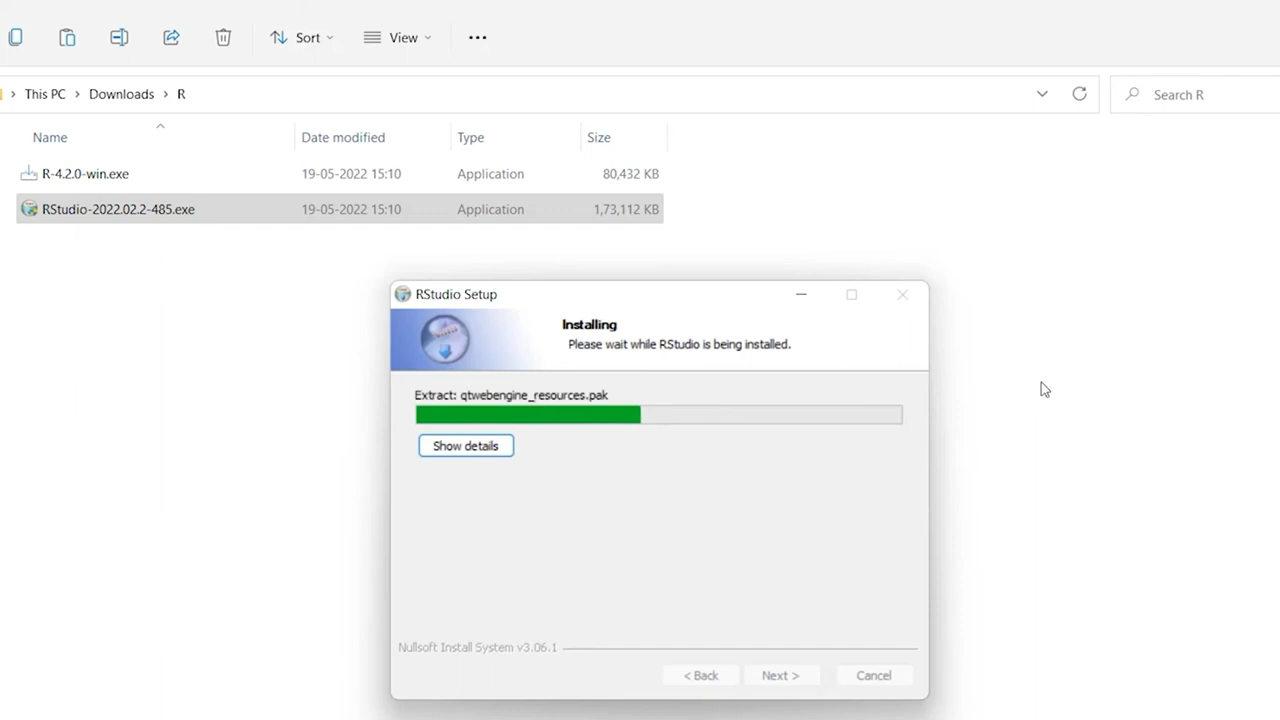 Sort View
This PC Downloads R Search R
Name Date modified Type Size
R-4.2.0-win.exe 19-05-2022 15:10 Application 80,432 KB
RStudio-2022.02.2-485.exe 19-05-2022 15:10 Application 1,73,112 KB
RStudio Setup
Installing
Please wait while RStudio is being installed.
Extract: qtwebengine_resources.pak
Show details
Nullsoft Install System v3.06.1
< Back Next > Cancel